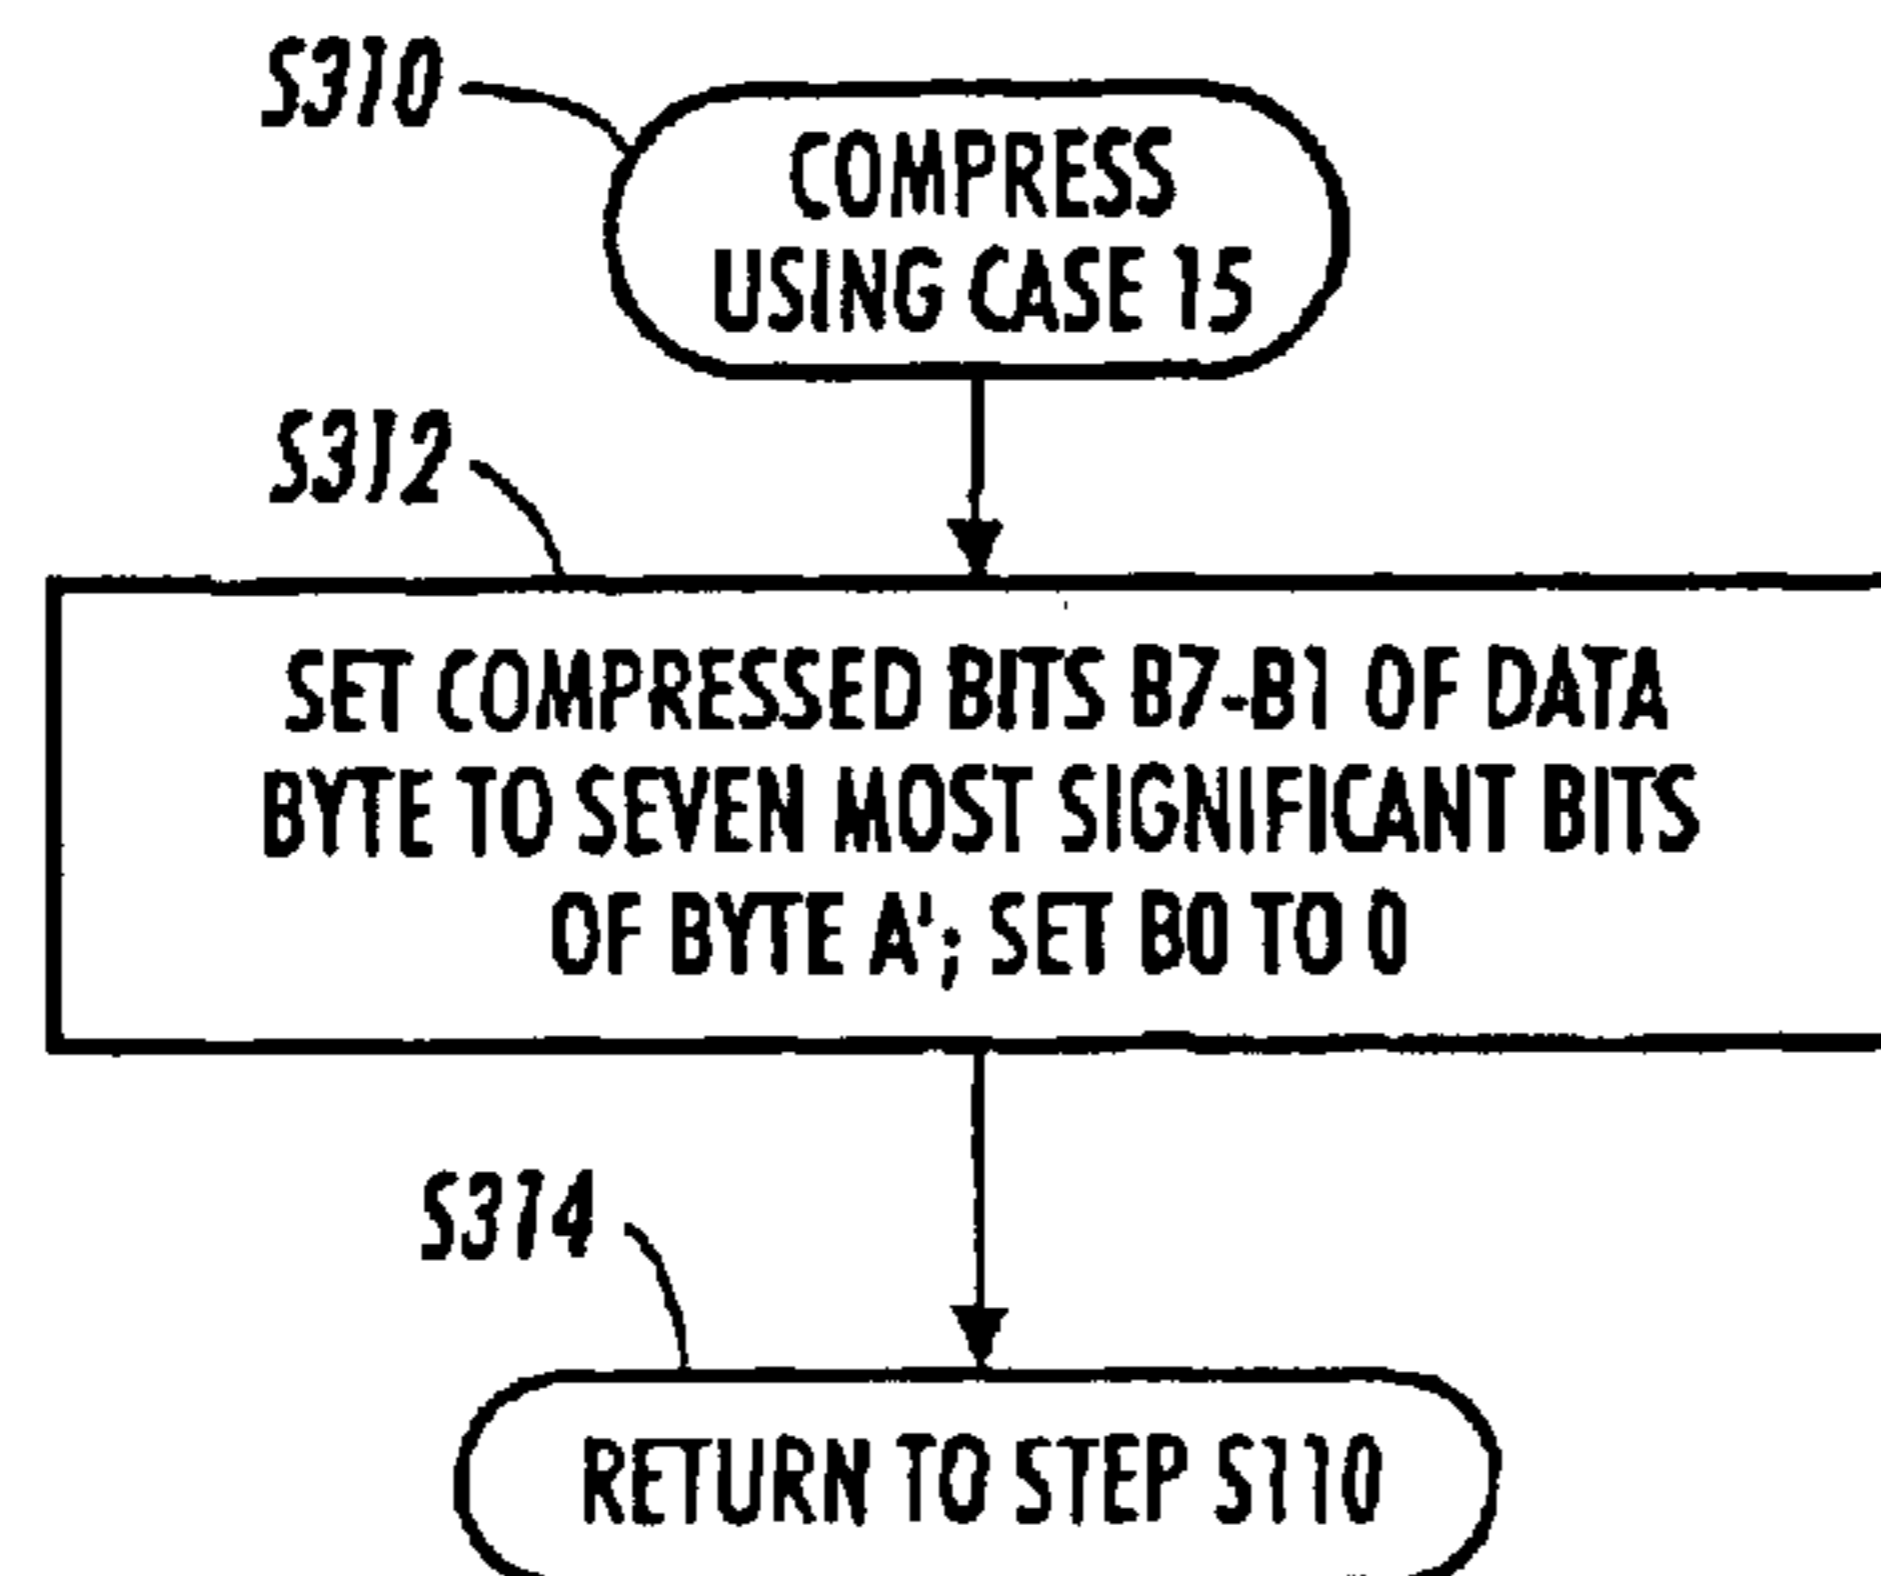 S310
COMPRESS
USING CASE 15
S312
SET COMPRESSED BITS B7-B1 OF DATA
BYTE TO SEVEN MOST SIGNIFICANT BITS
OF BYTE A'; SET B0 TO 0
S314
RETURN TO STEP S110